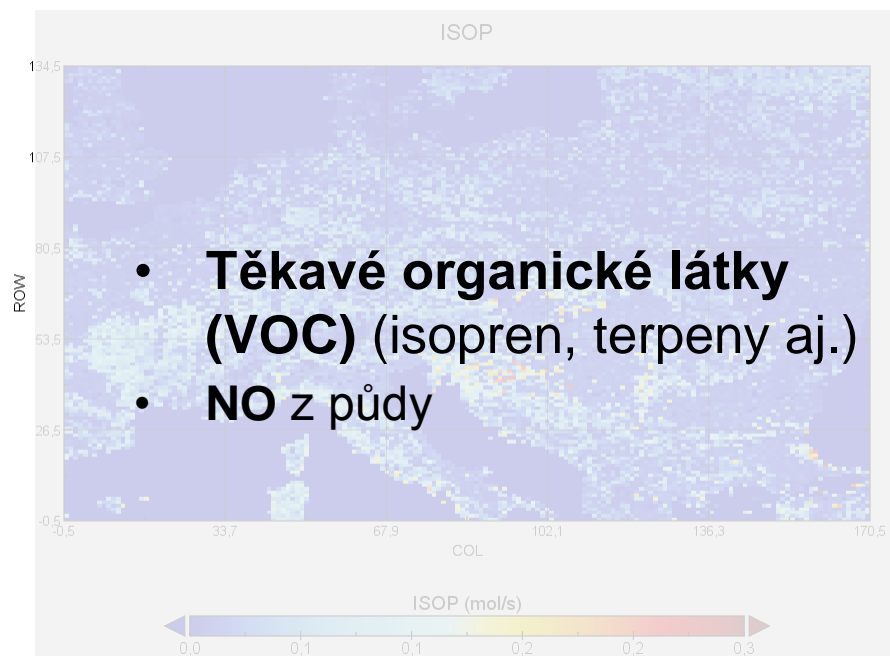 ISOP
134,5
107,5
80,5
53,5
26,5
-0,5
ROW
• Těkavé organické látky
(VOC) (isopren, terpeny aj.)
• NO z půdy
-0,5 33,7 67,9 102,1 136,3 170,5
COL
ISOP (mol/s)
0,0 0,1 0,1 0,2 0,2 0,3